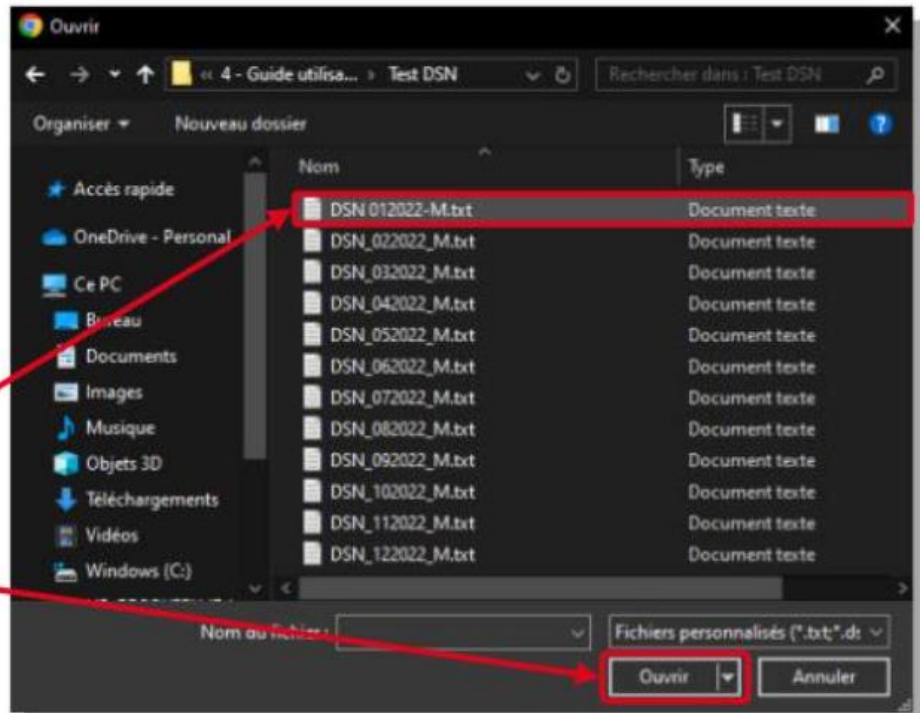 Ouvrir
« 4 - Guide utilisa... › Test DSN
Rechercher dans : Test DSN
Organiser
Nouveau dossier
Nom
Type
Accès rapide
OneDrive - Personal
Ce PC
Bureau
Documents
Images
Musique
Objets 3D
Téléchargements
Vidéos
Windows (C:)
DSN 012022-M.txt Document texte
DSN_022022_M.txt Document texte
DSN_032022_M.txt Document texte
DSN_042022_M.txt Document texte
DSN_052022_M.txt Document texte
DSN_062022_M.txt Document texte
DSN_072022_M.txt Document texte
DSN_082022_M.txt Document texte
DSN_092022_M.txt Document texte
DSN_102022_M.txt Document texte
DSN_112022_M.txt Document texte
DSN_122022_M.txt Document texte
Nom du fichier :
Fichiers personnalisés (*.txt;*.ds
Ouvrir
Annuler